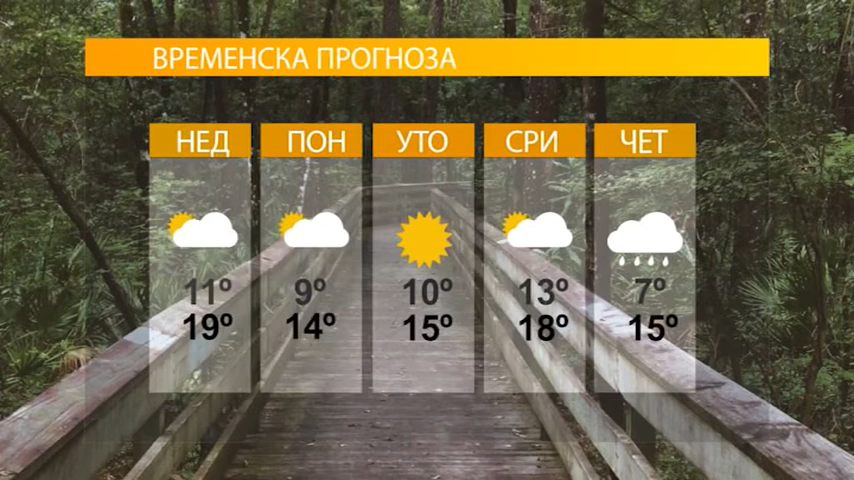 ВРЕМЕНСКА ПРОГНОЗА
НЕД ПОН УТО СРИ ЧЕТ
11º 9º 10º 13º 7º
19º 14º 15º 18º 15º